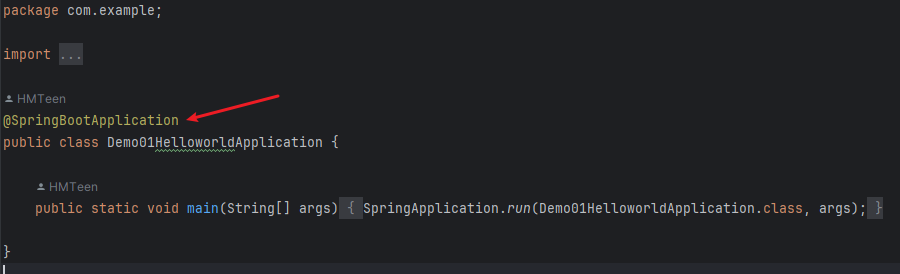 package com.example;
import ...
HMTeen
@SpringBootApplication
public class Demo01HelloworldApplication {
HMTeen
public static void main(String[] args) { SpringApplication.run(Demo01HelloworldApplication.class, args); }
}